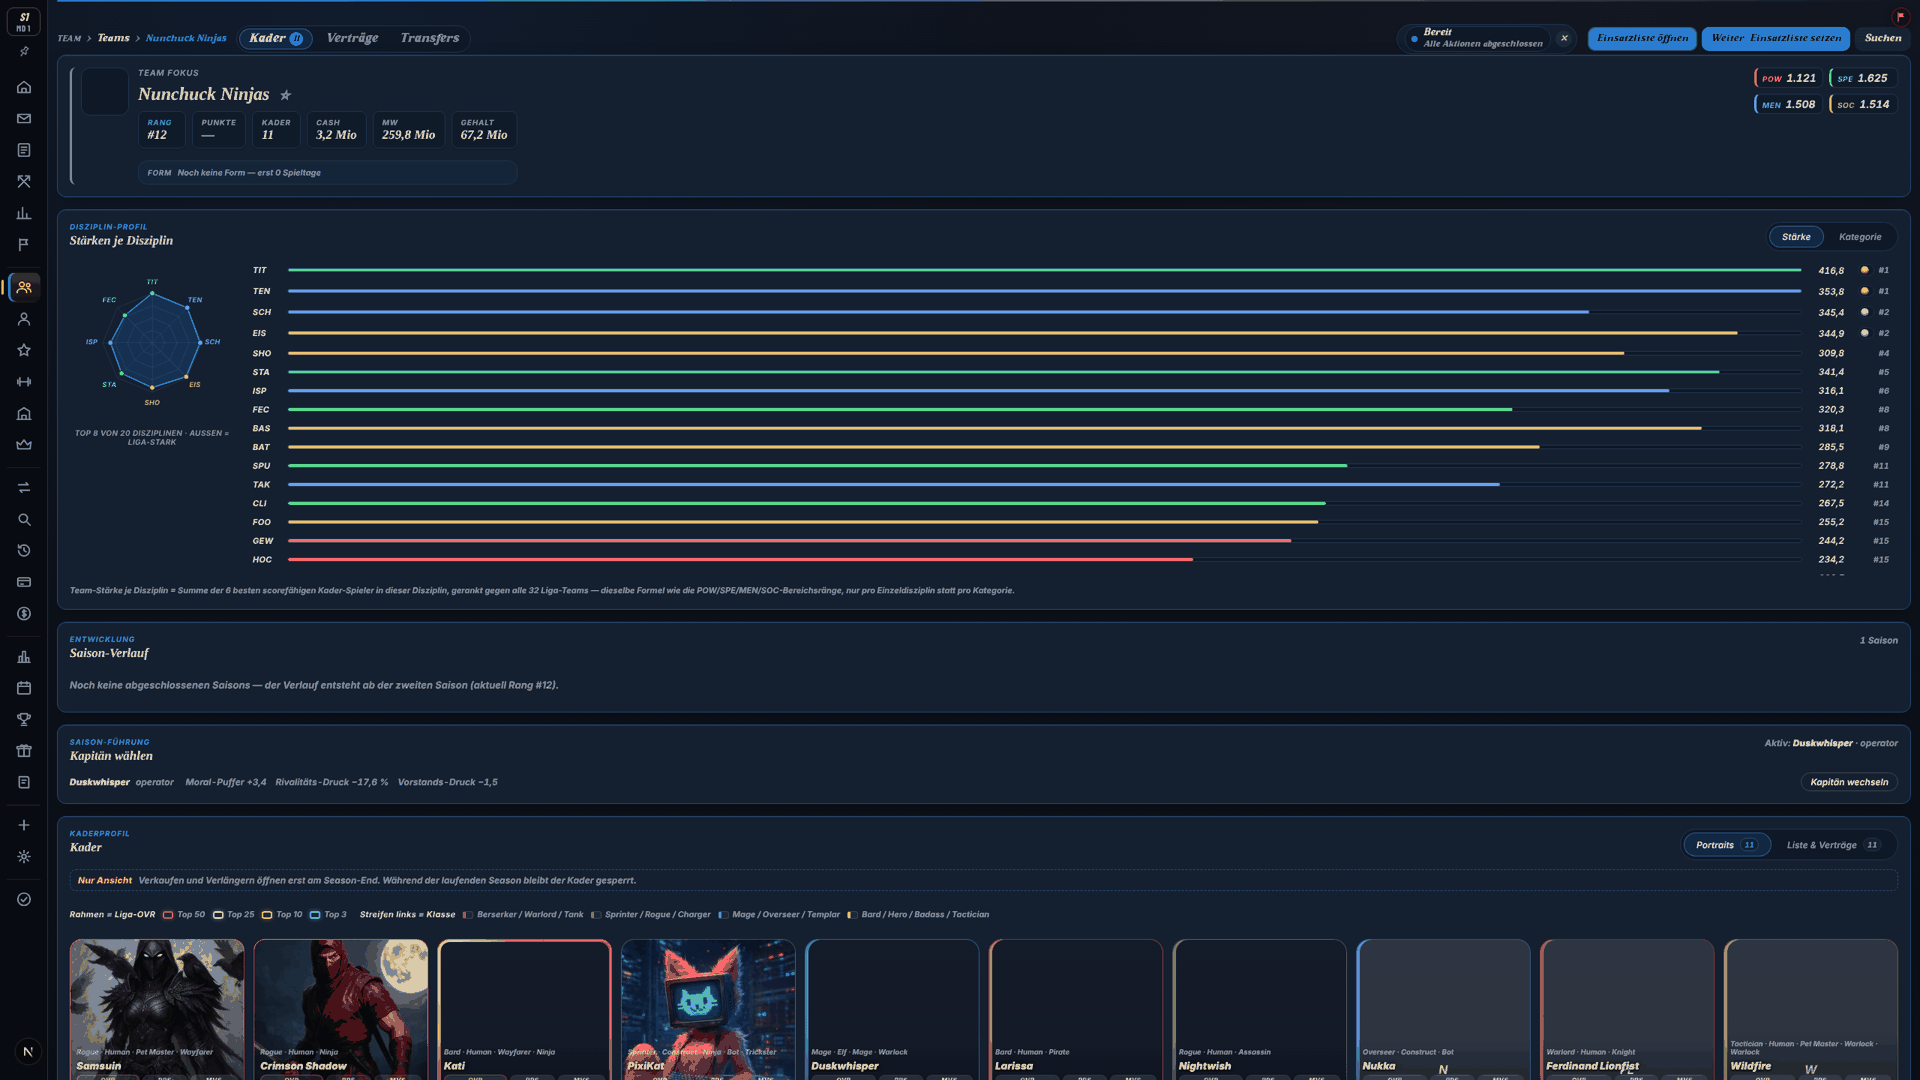 S1
MD 1
TEAM > Teams > Nunchuck Ninjas
Kader 11
Verträge
Transfers
Bereit
Alle Aktionen abgeschlossen
×
Einsatzliste öffnen
Weiter Einsatzliste setzen
Suchen
TEAM FOKUS
Nunchuck Ninjas
RANG
#12
PUNKTE
—
KADER
11
CASH
3,2 Mio
MW
259,8 Mio
GEHALT
67,2 Mio
FORM Noch keine Form — erst 0 Spieltage
POW 1.121
SPE 1.625
MEN 1.508
SOC 1.514
DISZIPLIN-PROFIL
Stärken je Disziplin
Stärke
Kategorie
TIT
TEN
SCH
EIS
SHO
STA
ISP
FEC
TOP 8 VON 20 DISZIPLINEN · AUSSEN =
LIGA-STARK
TIT 416,8 #1
TEN 353,8 #1
SCH 345,4 #2
EIS 344,9 #2
SHO 309,8 #4
STA 341,4 #5
ISP 316,1 #6
FEC 320,3 #8
BAS 318,1 #8
BAT 285,5 #9
SPU 278,8 #11
TAK 272,2 #11
CLI 267,5 #14
FOO 255,2 #15
GEW 244,2 #15
HOC 234,2 #15
Team-Stärke je Disziplin = Summe der 6 besten scorefähigen Kader-Spieler in dieser Disziplin, gerankt gegen alle 32 Liga-Teams — dieselbe Formel wie die POW/SPE/MEN/SOC-Bereichsränge, nur pro Einzeldisziplin statt pro Kategorie.
ENTWICKLUNG
Saison-Verlauf
1 Saison
Noch keine abgeschlossenen Saisons — der Verlauf entsteht ab der zweiten Saison (aktuell Rang #12).
SAISON-FÜHRUNG
Kapitän wählen
Aktiv: Duskwhisper · operator
Duskwhisper operator Moral-Puffer +3,4 Rivalitäts-Druck −17,6 % Vorstands-Druck −1,5
Kapitän wechseln
KADERPROFIL
Kader
Portraits 11
Liste & Verträge 11
Nur Ansicht Verkaufen und Verlängern öffnen erst am Season-End. Während der laufenden Season bleibt der Kader gesperrt.
Rahmen = Liga-OVR Top 50 Top 25 Top 10 Top 3 Streifen links = Klasse Berserker / Warlord / Tank Sprinter / Rogue / Charger Mage / Overseer / Templar Bard / Hero / Badass / Tactician
Rogue · Human · Pet Master · Wayfarer
Samsuin
Rogue · Human · Ninja
Crimson Shadow
Bard · Human · Wayfarer · Ninja
Kati
Sprinter · Construct · Ninja · Bot · Trickster
PixiKat
Mage · Elf · Mage · Warlock
Duskwhisper
Bard · Human · Pirate
Larissa
Rogue · Human · Assassin
Nightwish
Overseer · Construct · Bot
Nukka
N
Warlord · Human · Knight
Ferdinand Lionfist
Tactician · Human · Pet Master · Warlock ·
Warlock
Wildfire
W
N